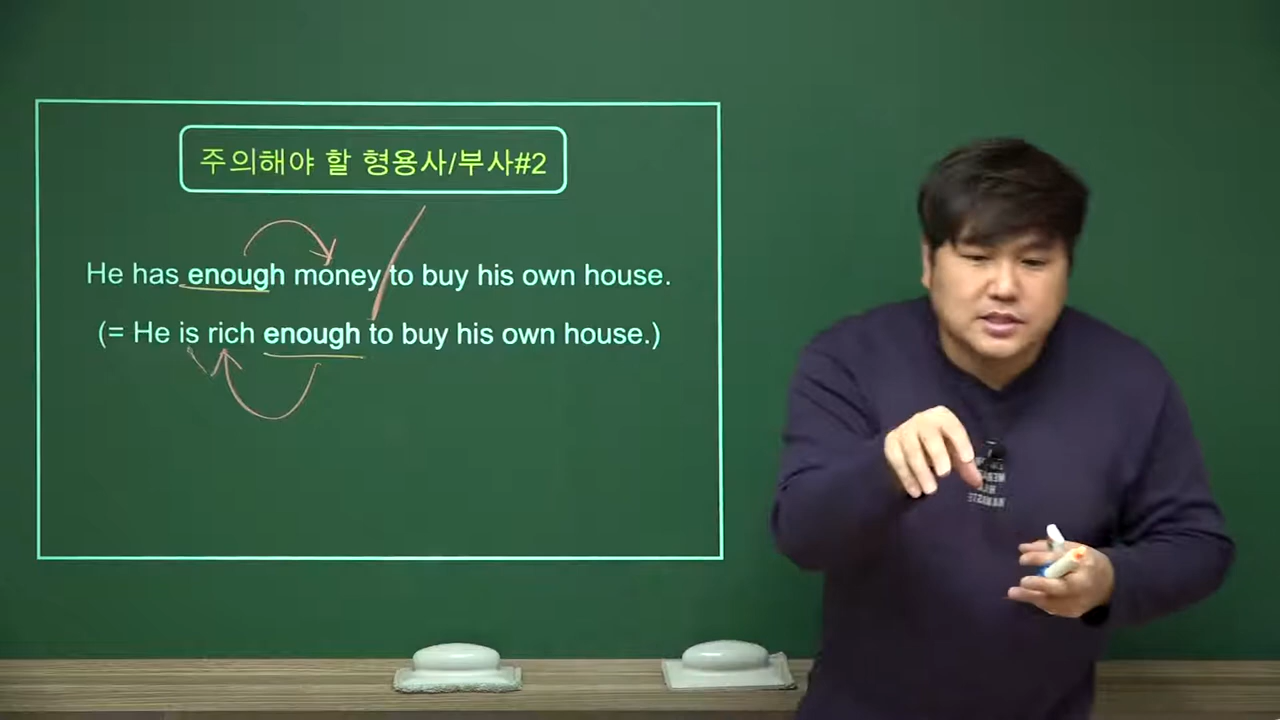 주의해야 할 형용사/부사#2
He has enough money to buy his own house.
(= He is rich enough to buy his own house.)